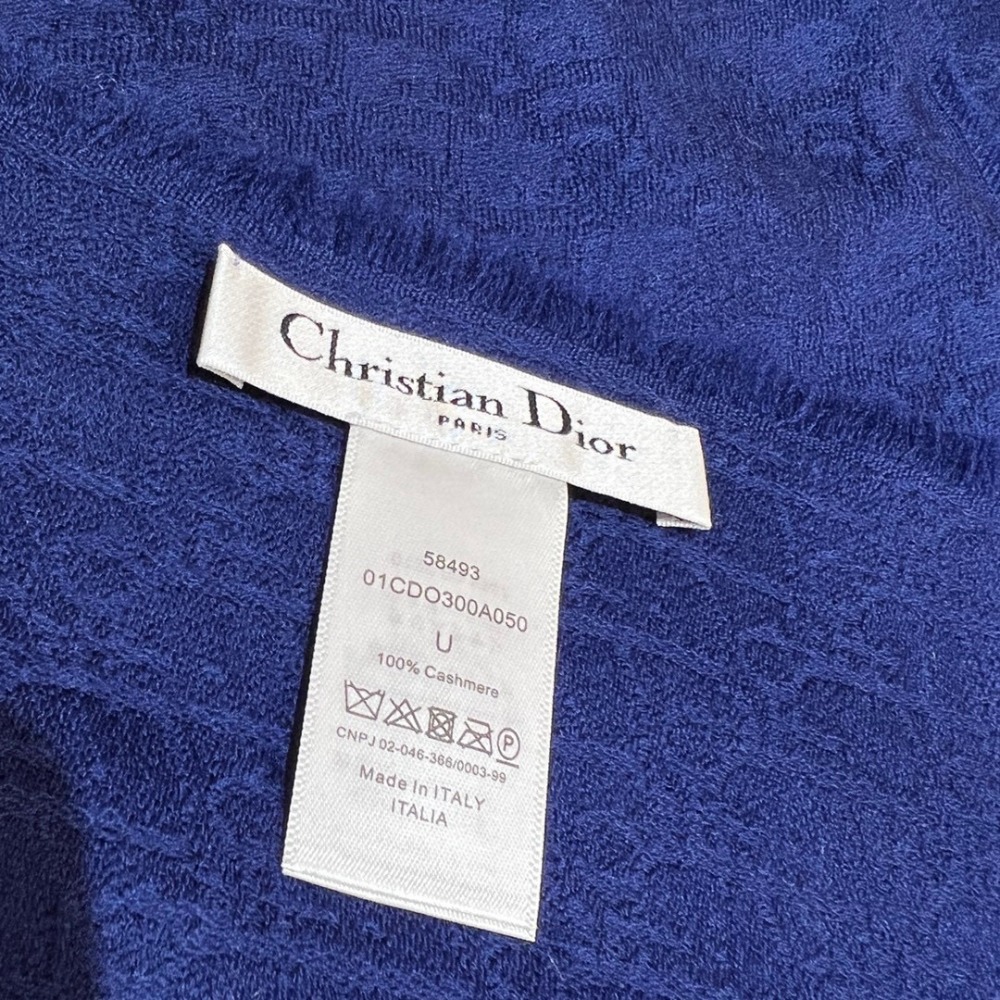 Christian Dior
PARIS
58493
01CDO300A050
U
100% Cashmere
P
CNPJ 02-046-366/0003-99
Made in ITALY
ITALIA